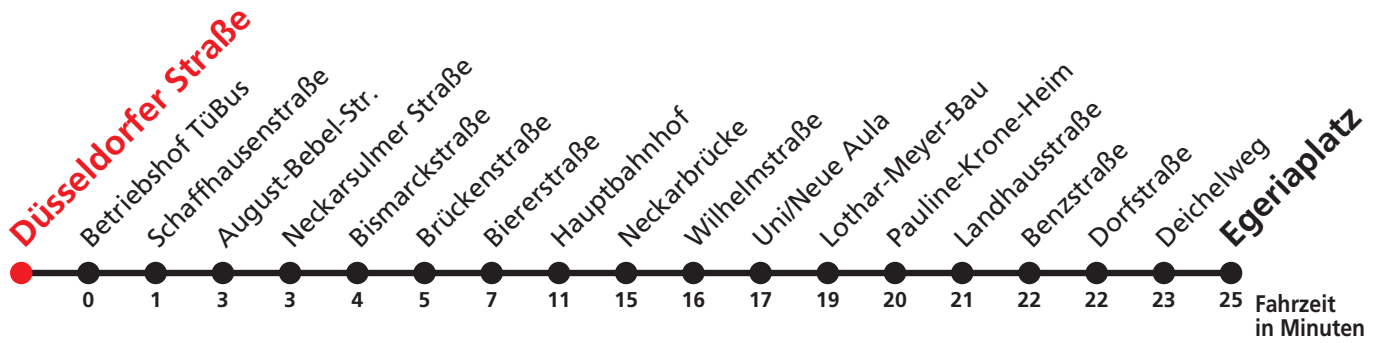 Düsseldorfer Straße
Betriebshof TüBus
Schaffhausenstraße
August-Bebel-Str.
Neckarsulmer Straße
Bismarckstraße
Brückenstraße
Biererstraße
Hauptbahnhof
Neckarbrücke
Wilhelmstraße
Uni/Neue Aula
Lothar-Meyer-Bau
Pauline-Krone-Heim
Landhausstraße
Benzstraße
Dorfstraße
Deichelweg
Egeriaplatz
0 1 3 3 4 5 7 11 15 16 17 19 20 21 22 22 23 25
Fahrzeit
in Minuten